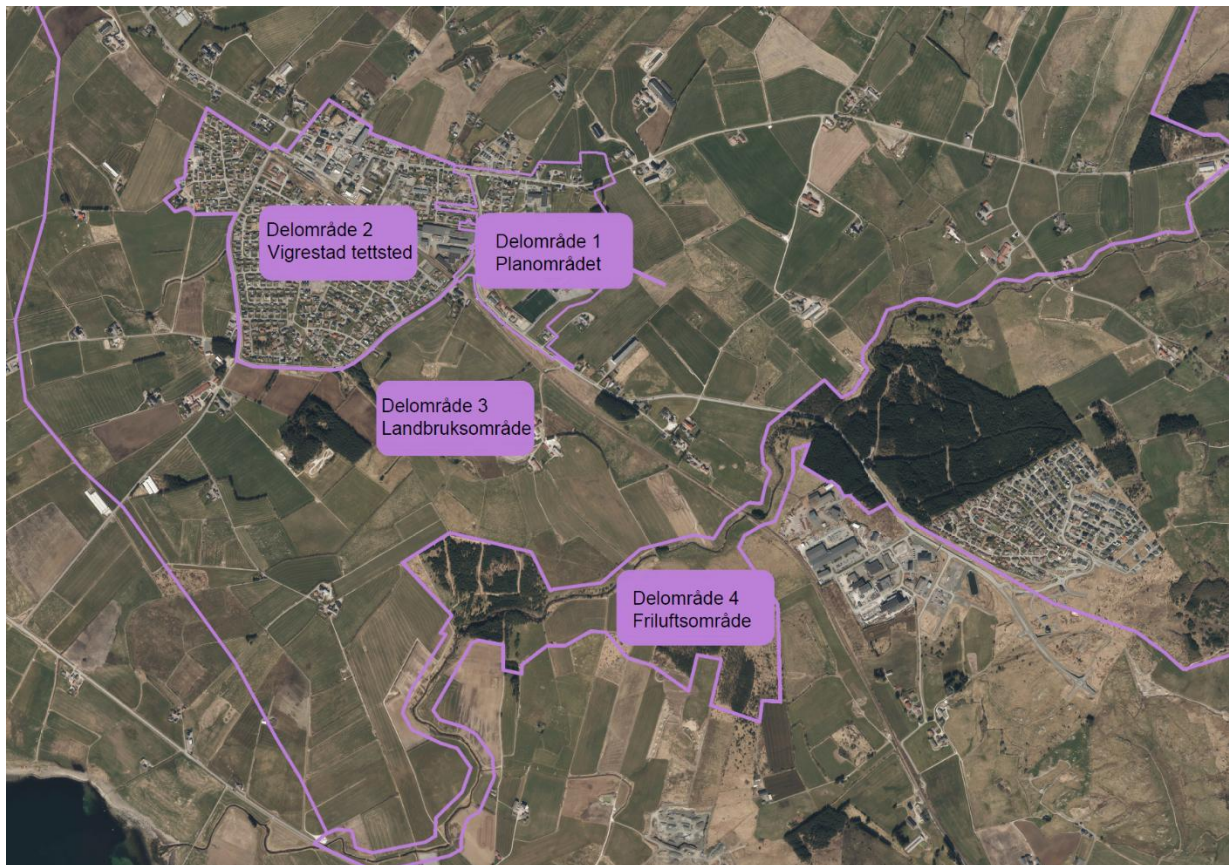 Delområde 2
Vigrestad tettsted
Delområde 1
Planområdet
Delområde 3
Landbruksområde
Delområde 4
Friluftsområde